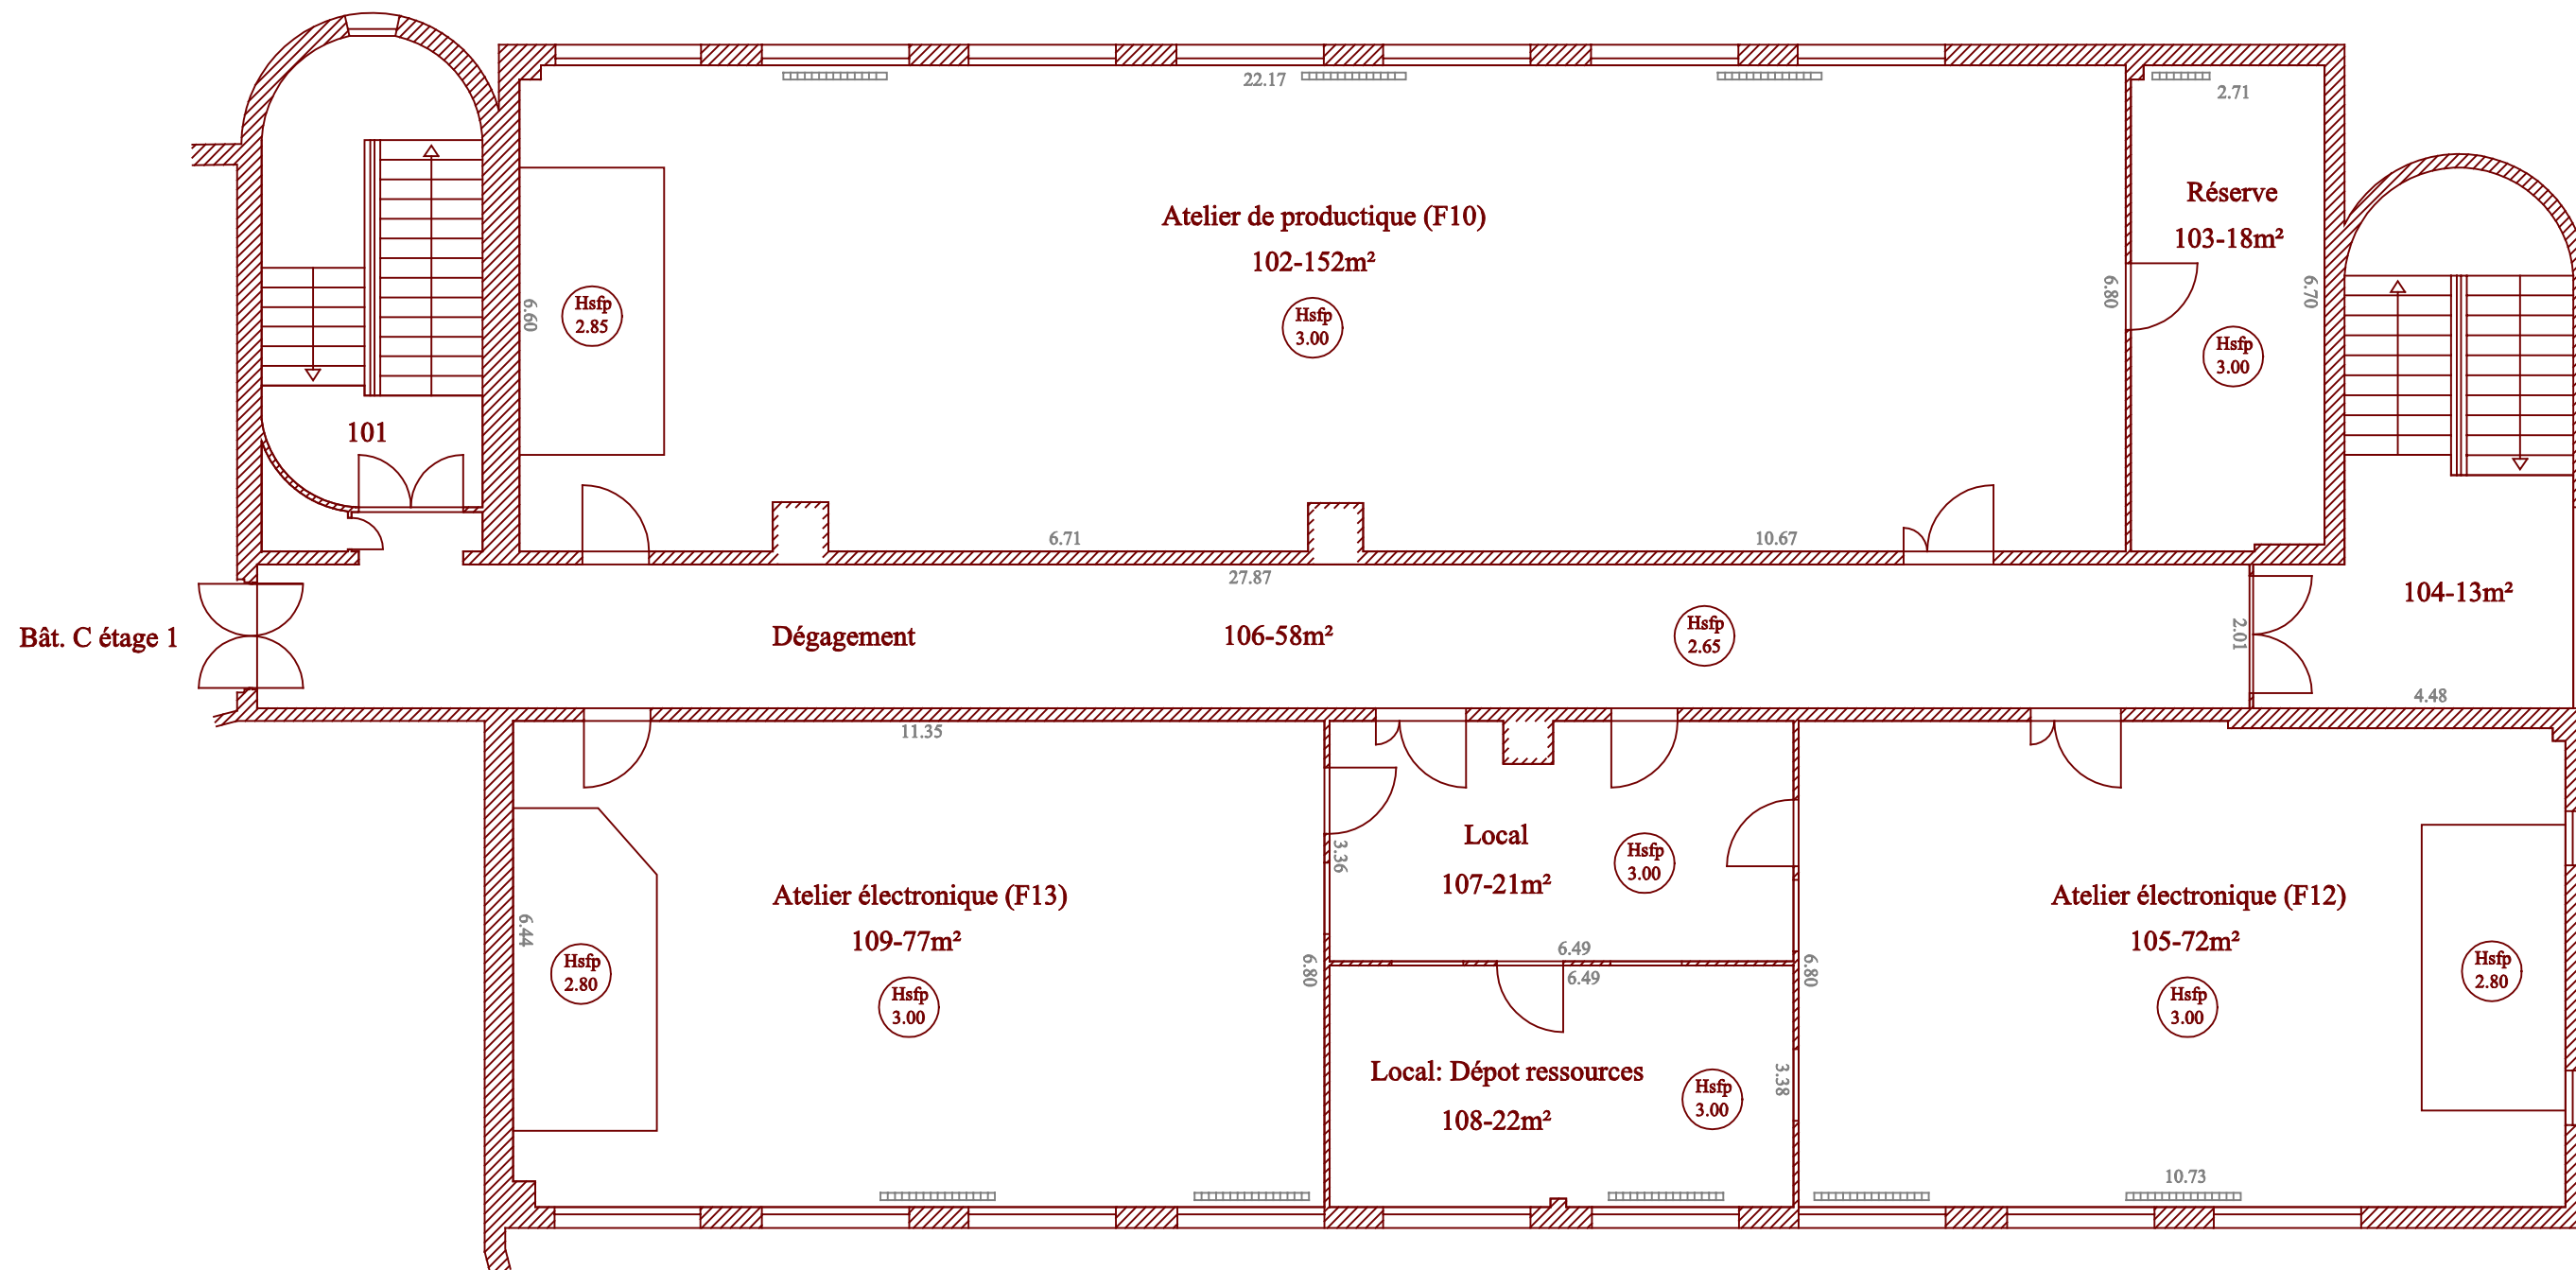 22.17
2.71
Atelier de productique (F10)
102-152m²
Réserve
103-18m²
6.60
Hsfp
2.85
Hsfp
3.00
6.80
6.70
Hsfp
3.00
101
6.71
10.67
27.87
Bât. C étage 1
Dégagement
106-58m²
Hsfp
2.65
2.01
104-13m²
4.48
11.35
3.36
Local
107-21m²
Hsfp
3.00
Atelier électronique (F13)
109-77m²
6.44
Hsfp
2.80
Hsfp
3.00
6.80
6.49
6.49
6.80
Atelier électronique (F12)
105-72m²
Hsfp
3.00
Hsfp
2.80
Local: Dépot ressources
108-22m²
Hsfp
3.00
3.38
10.73